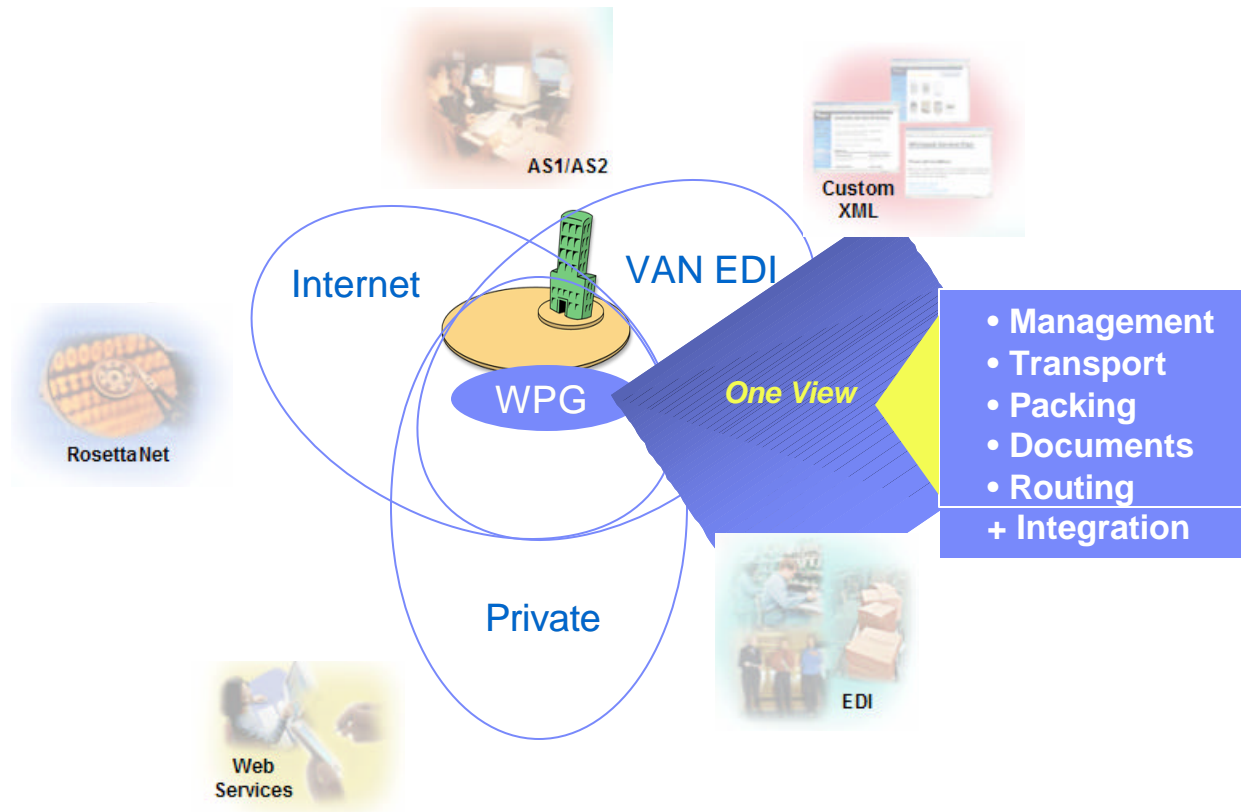 AS1/AS2
Custom
XML
Internet
VAN EDI
RosettaNet
WPG
One View
• Management
• Transport
• Packing
• Documents
• Routing
+ Integration
Private
EDI
Web
Services